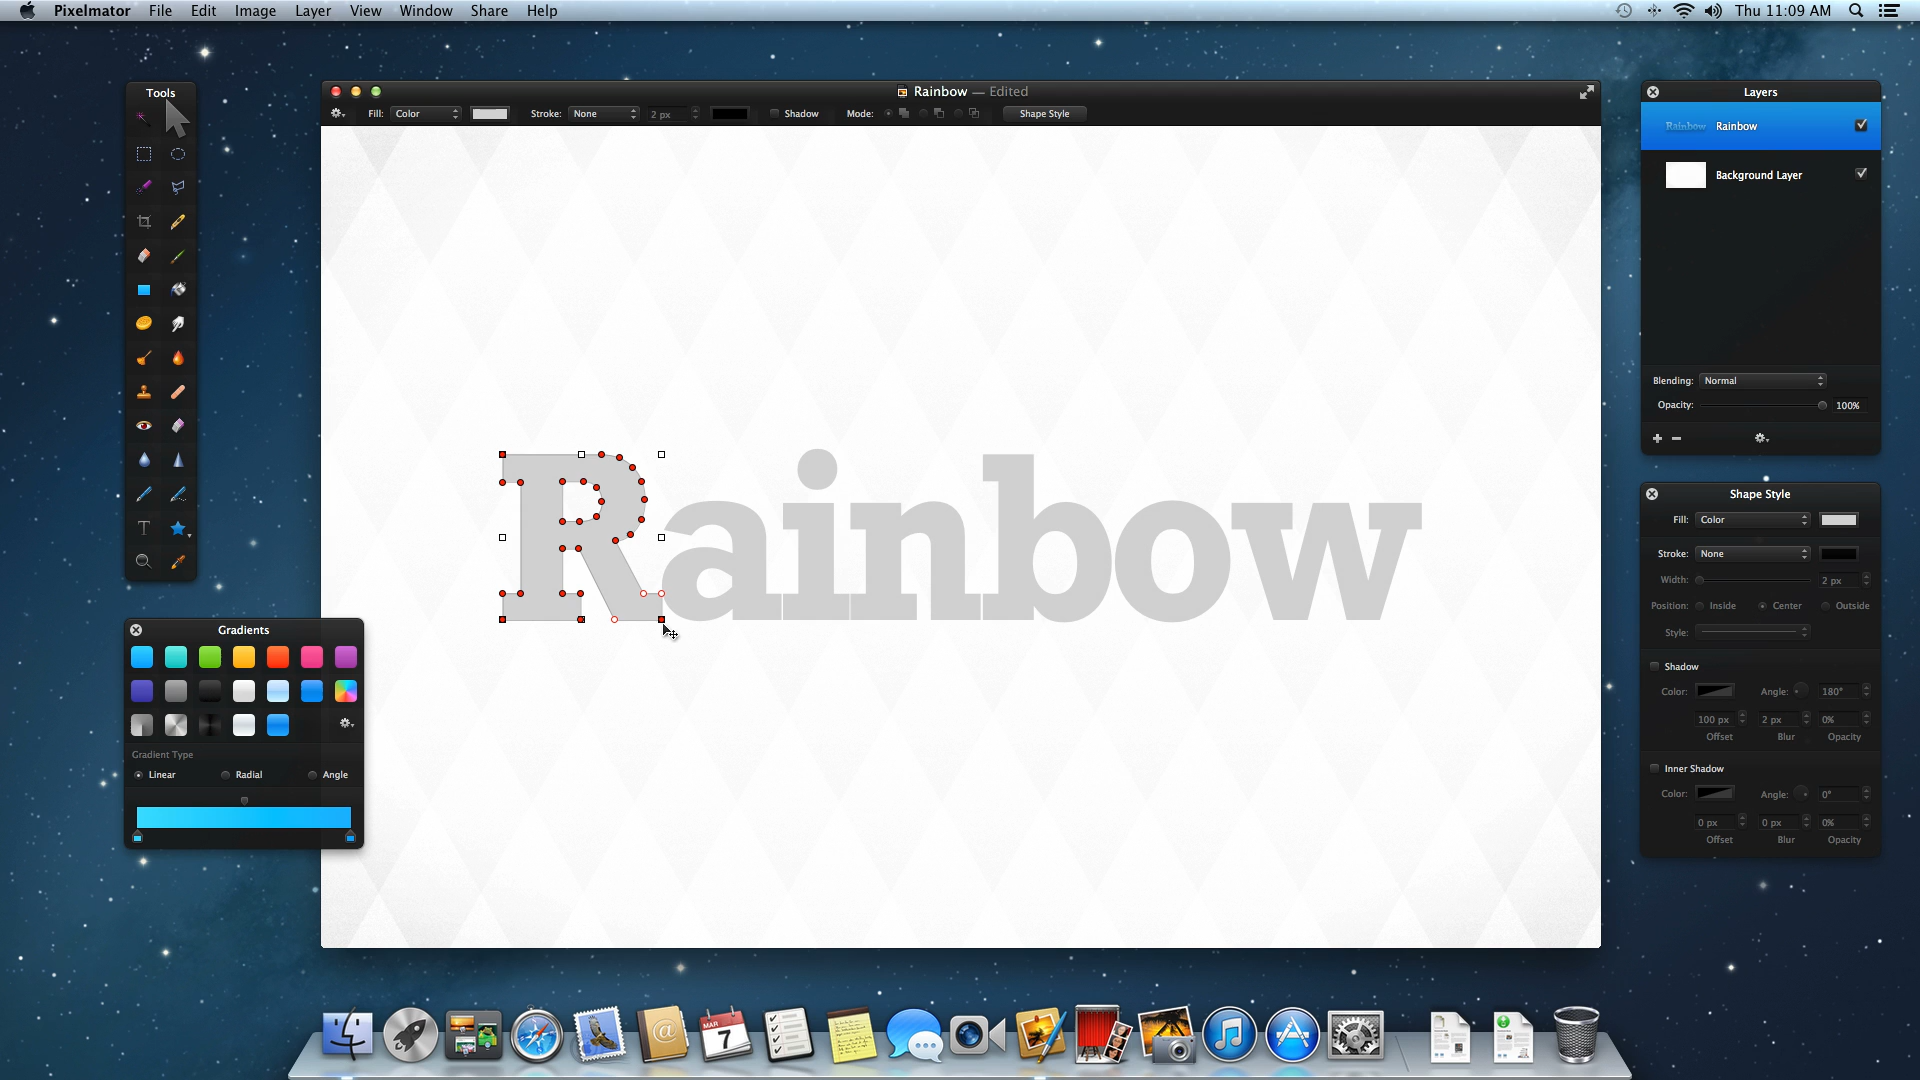 Pixelmator File Edit Image Layer View Window Share Help Thu 11:09 AM
Tools
Rainbow — Edited
Fill: Color Stroke: None 2 px Shadow Mode: Shape Style
Layers
Rainbow Rainbow
Background Layer
Blending: Normal
Opacity: 100%
Rainbow
T
Gradients
Gradient Type
Linear Radial Angle
Shape Style
Fill: Color
Stroke: None
Width: 2 px
Position: Inside Center Outside
Style:
Shadow
Color: Angle: 180°
100 px 2 px 0%
Offset Blur Opacity
Inner Shadow
Color: Angle: 0°
0 px 0 px 0%
Offset Blur Opacity
MAR
7
@